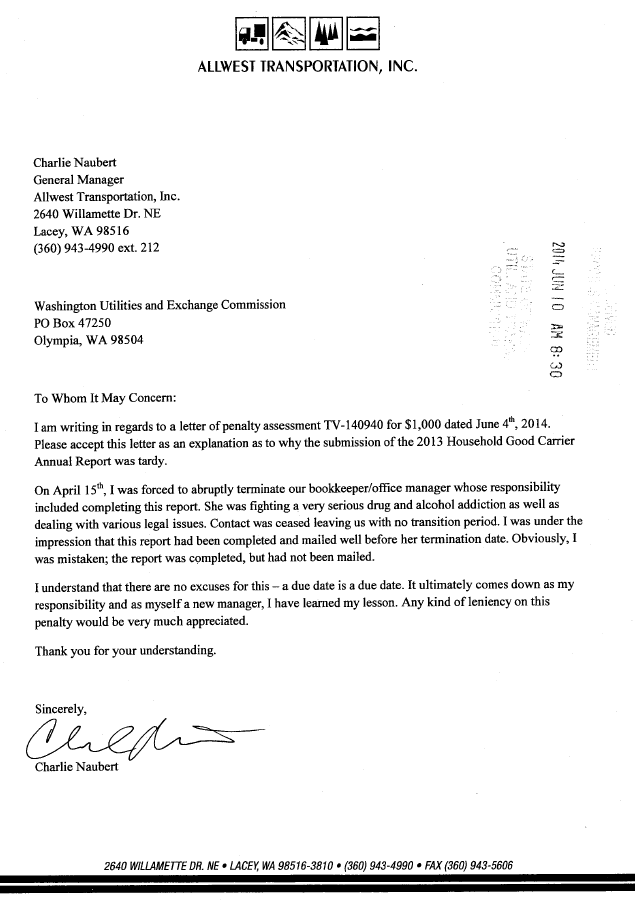 ALLWEST TRANSPORTATION, INC.
Charlie Naubert
General Manager
Allwest Transportation, Inc.
2640 Willamette Dr. NE
Lacey, WA 98516
(360) 943-4990 ext. 212
2014 JUN 10 AM 8:30
Washington Utilities and Exchange Commission
PO Box 47250
Olympia, WA 98504
To Whom It May Concern:
I am writing in regards to a letter of penalty assessment TV-140940 for $1,000 dated June 4th, 2014.
Please accept this letter as an explanation as to why the submission of the 2013 Household Good Carrier
Annual Report was tardy.
On April 15th, I was forced to abruptly terminate our bookkeeper/office manager whose responsibility
included completing this report. She was fighting a very serious drug and alcohol addiction as well as
dealing with various legal issues. Contact was ceased leaving us with no transition period. I was under the
impression that this report had been completed and mailed well before her termination date. Obviously, I
was mistaken; the report was completed, but had not been mailed.
I understand that there are no excuses for this – a due date is a due date. It ultimately comes down as my
responsibility and as myself a new manager, I have learned my lesson. Any kind of leniency on this
penalty would be very much appreciated.
Thank you for your understanding.
Sincerely,
Charlie Naubert
2640 WILLAMETTE DR. NE • LACEY, WA 98516-3810 • (360) 943-4990 • FAX (360) 943-5606